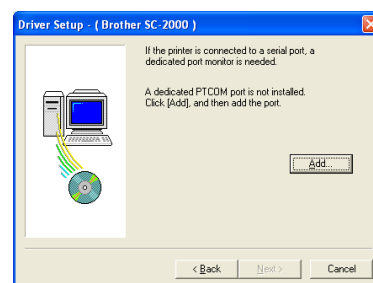 Driver Setup - ( Brother SC-2000 )
If the printer is connected to a serial port, a
dedicated port monitor is needed.
A dedicated PTCOM port is not installed.
Click [Add], and then add the port.
Add...
< Back
Next >
Cancel